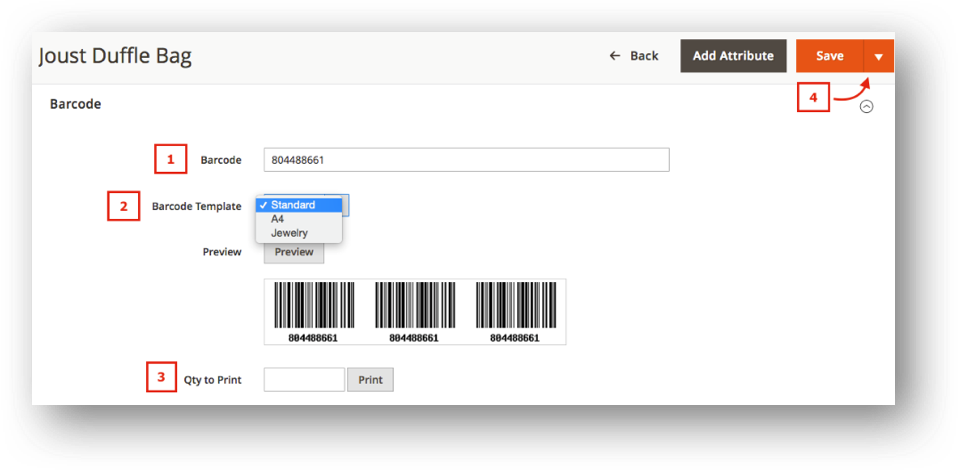 Joust Duffle Bag
← Back
Add Attribute
Save
4
Barcode
1
Barcode
804488661
2
Barcode Template
✓ Standard
A4
Jewelry
Preview
Preview
804488661 804488661 804488661
3
Qty to Print
Print